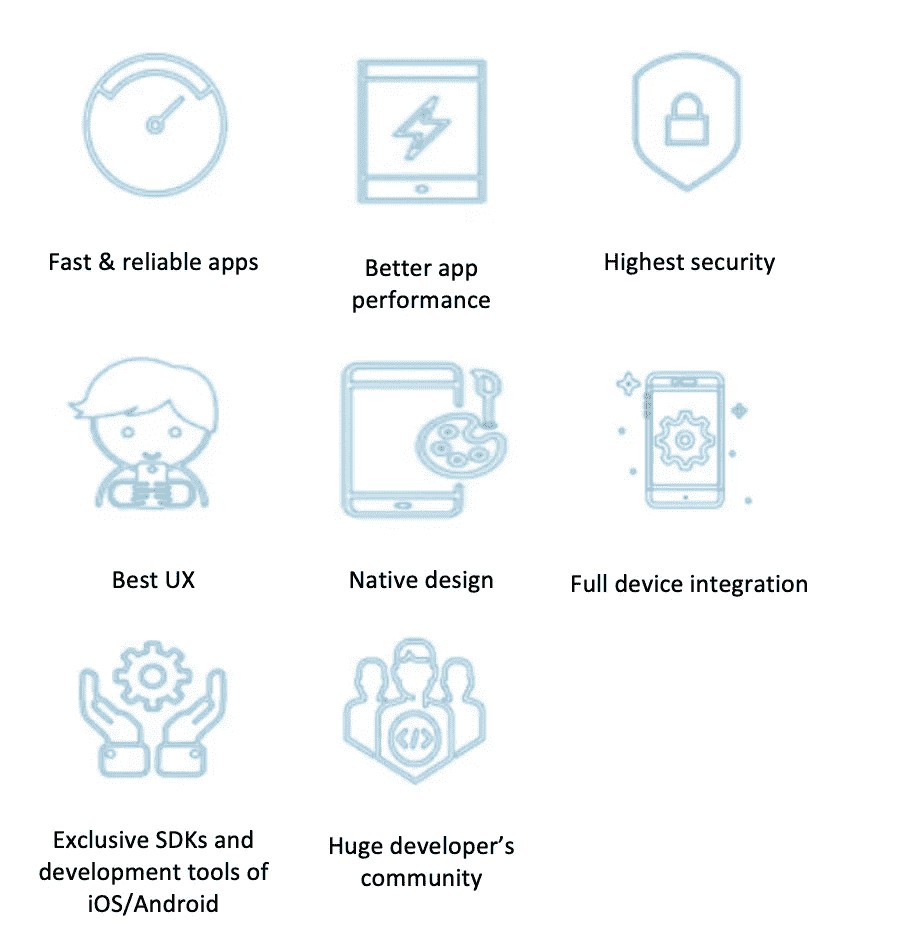 Fast & reliable apps
Better app
performance
Highest security
Best UX
Native design
Full device integration
Exclusive SDKs and
development tools of
iOS/Android
Huge developer’s
community